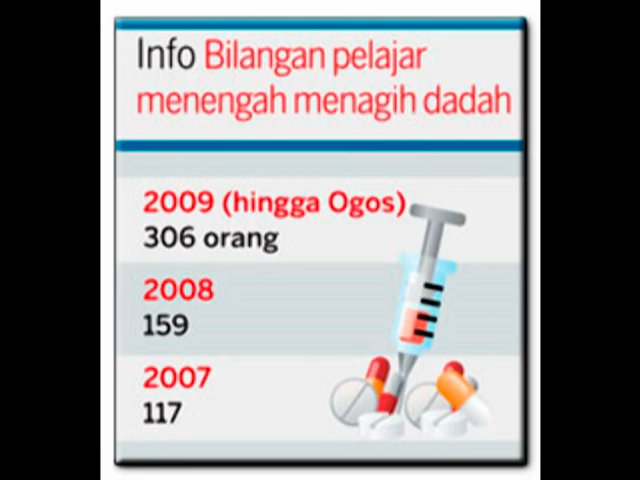 Info Bilangan pelajar
menengah menagih dadah
2009 (hingga Ogos)
306 orang
2008
159
2007
117